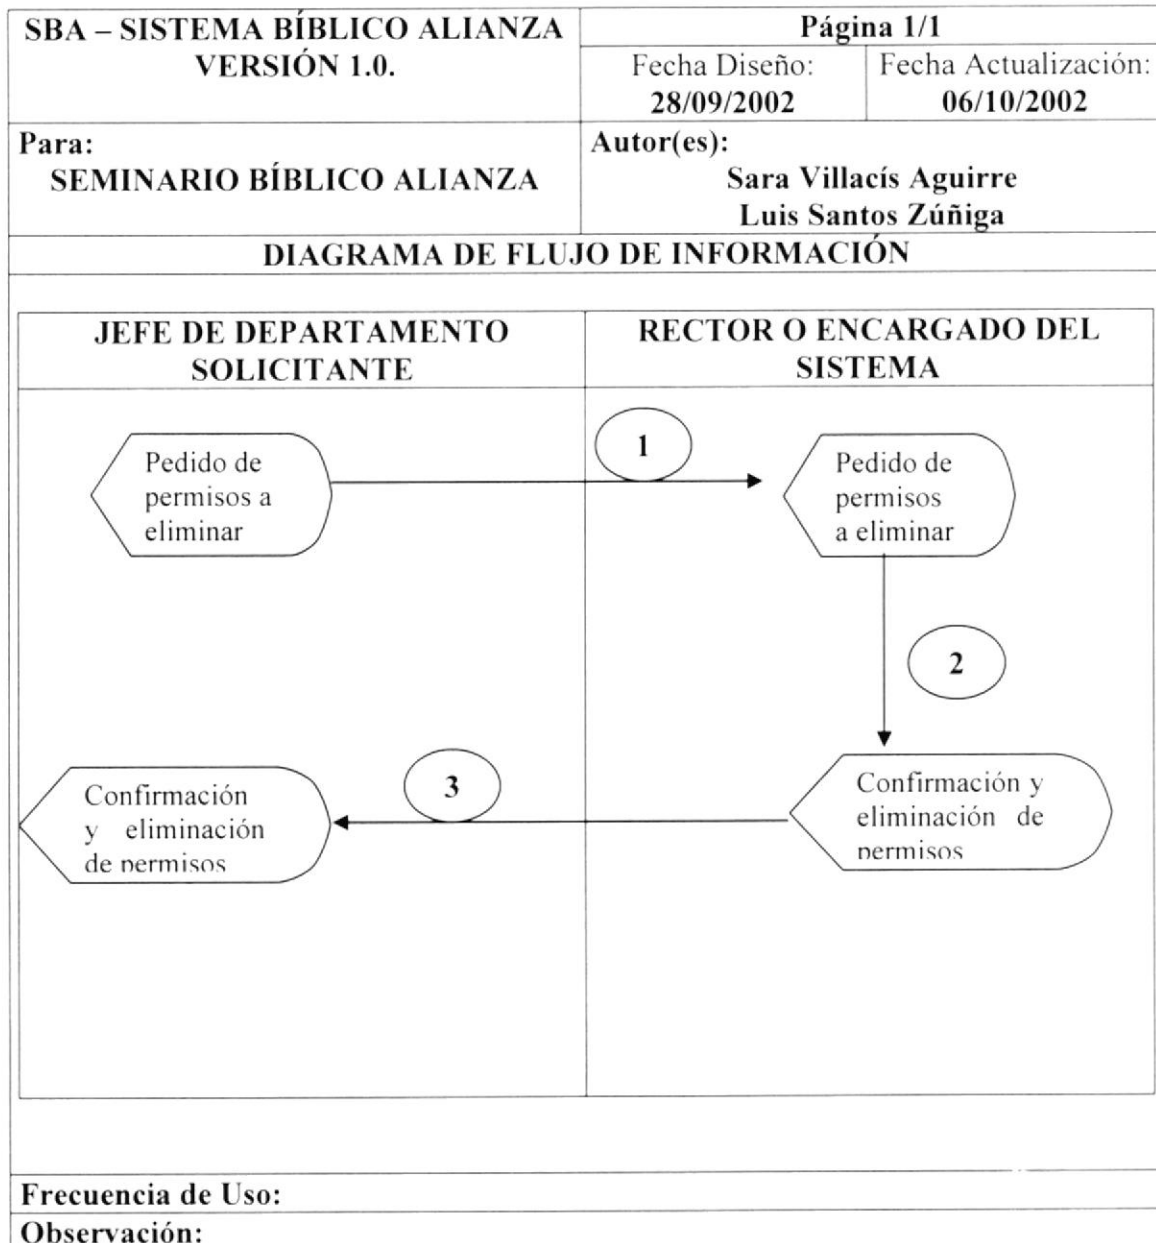 SBA – SISTEMA BÍBLICO ALIANZA
VERSIÓN 1.0.
Página 1/1
Fecha Diseño:
28/09/2002
Fecha Actualización:
06/10/2002
Para:
SEMINARIO BÍBLICO ALIANZA
Autor(es):
Sara Villacís Aguirre
Luis Santos Zúñiga
DIAGRAMA DE FLUJO DE INFORMACIÓN
JEFE DE DEPARTAMENTO
SOLICITANTE
RECTOR O ENCARGADO DEL
SISTEMA
Pedido de
permisos a
eliminar
1
Pedido de
permisos
a eliminar
2
Confirmación
y eliminación
de permisos
3
Confirmación y
eliminación de
permisos
Frecuencia de Uso:
Observación: